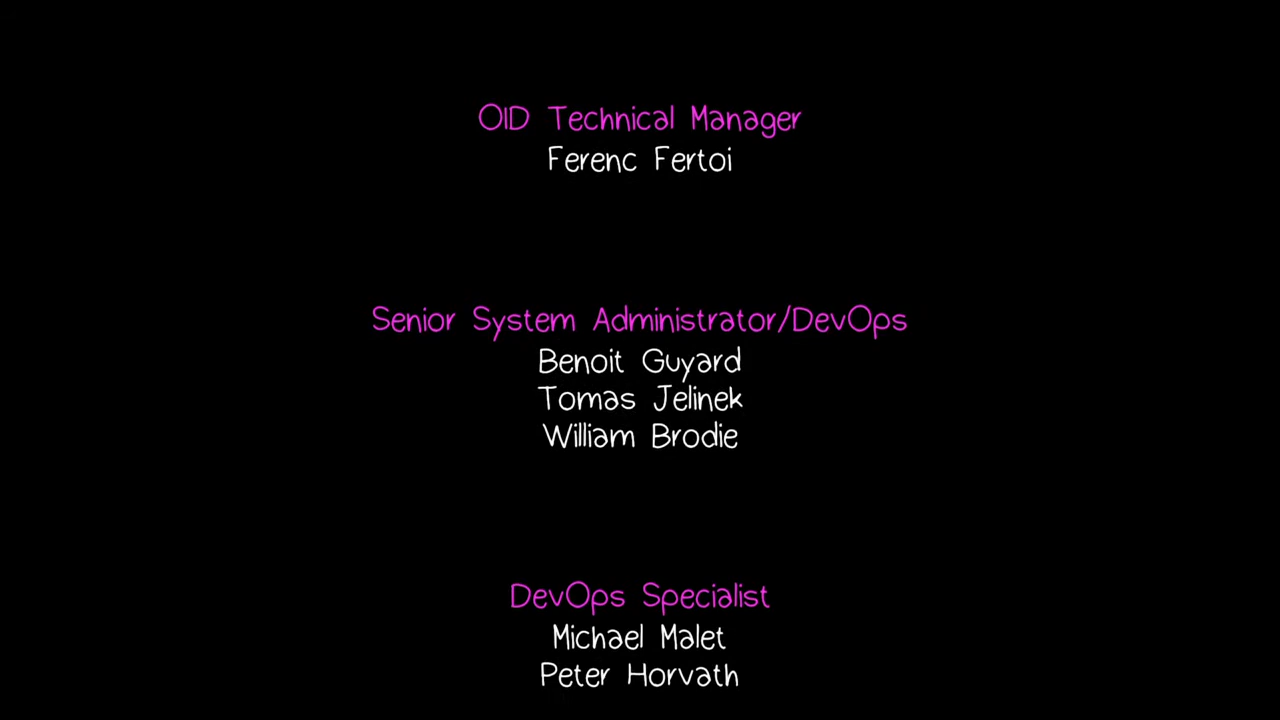 OID Technical Manager
Ferenc Fertoi
Senior System Administrator/DevOps
Benoit Guyard
Tomas Jelinek
William Brodie
DevOps Specialist
Michael Malet
Peter Horvath